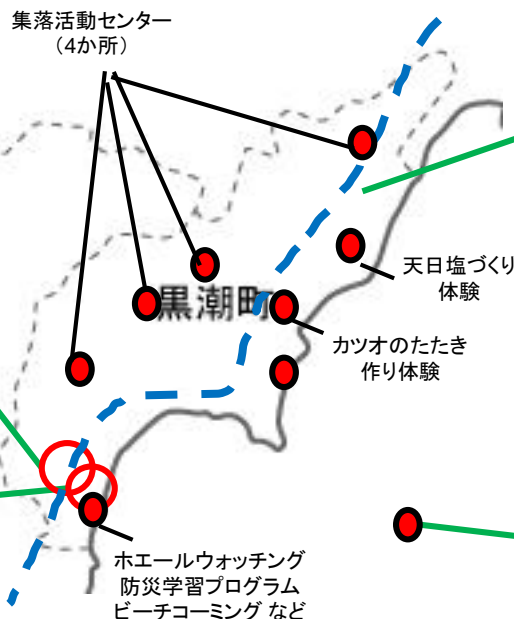 集落活動センター
（4か所）
黒潮町
天日塩づくり
体験
カツオのたたき
作り体験
ホエールウォッチング
防災学習プログラム
ビーチコーミング など